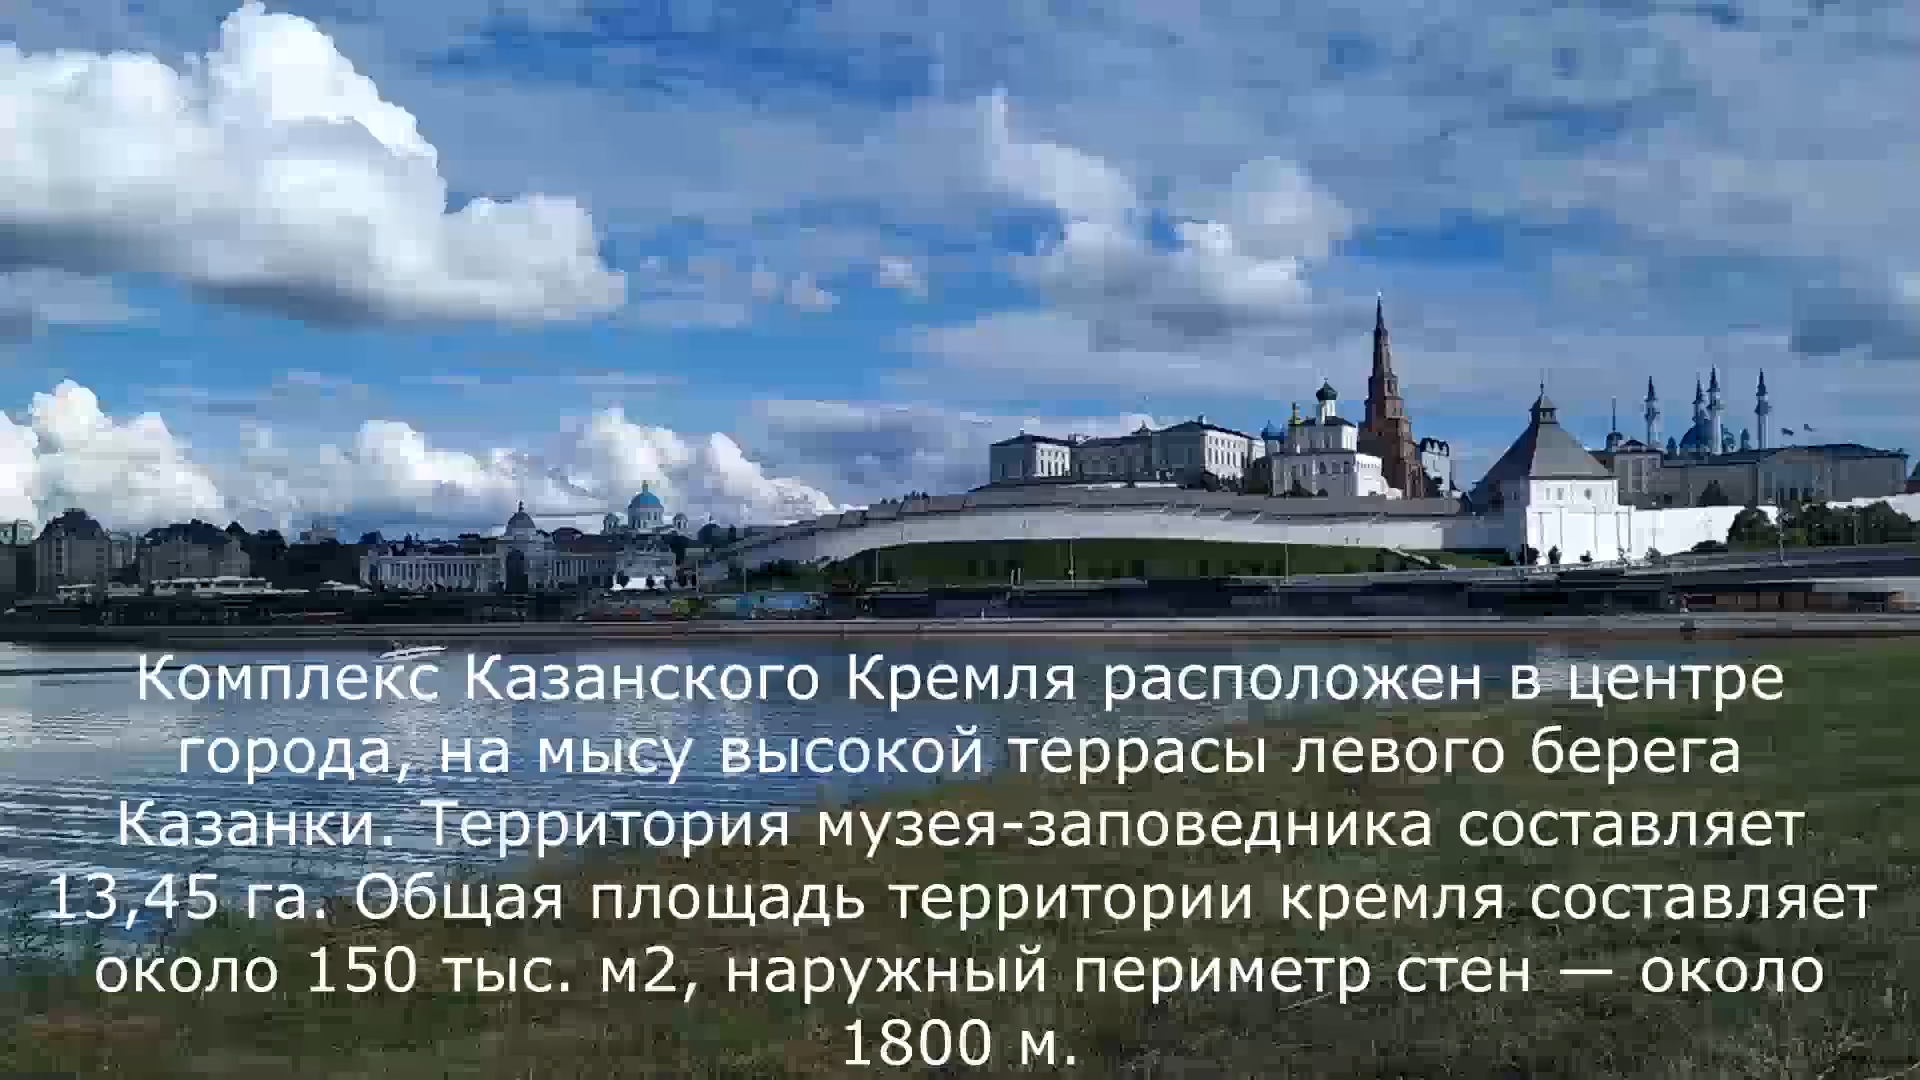 Комплекс Казанского Кремля расположен в центре
города, на мысу высокой террасы левого берега
Казанки. Территория музея-заповедника составляет
13,45 га. Общая площадь территории кремля составляет
около 150 тыс. м2, наружный периметр стен — около
1800 м.